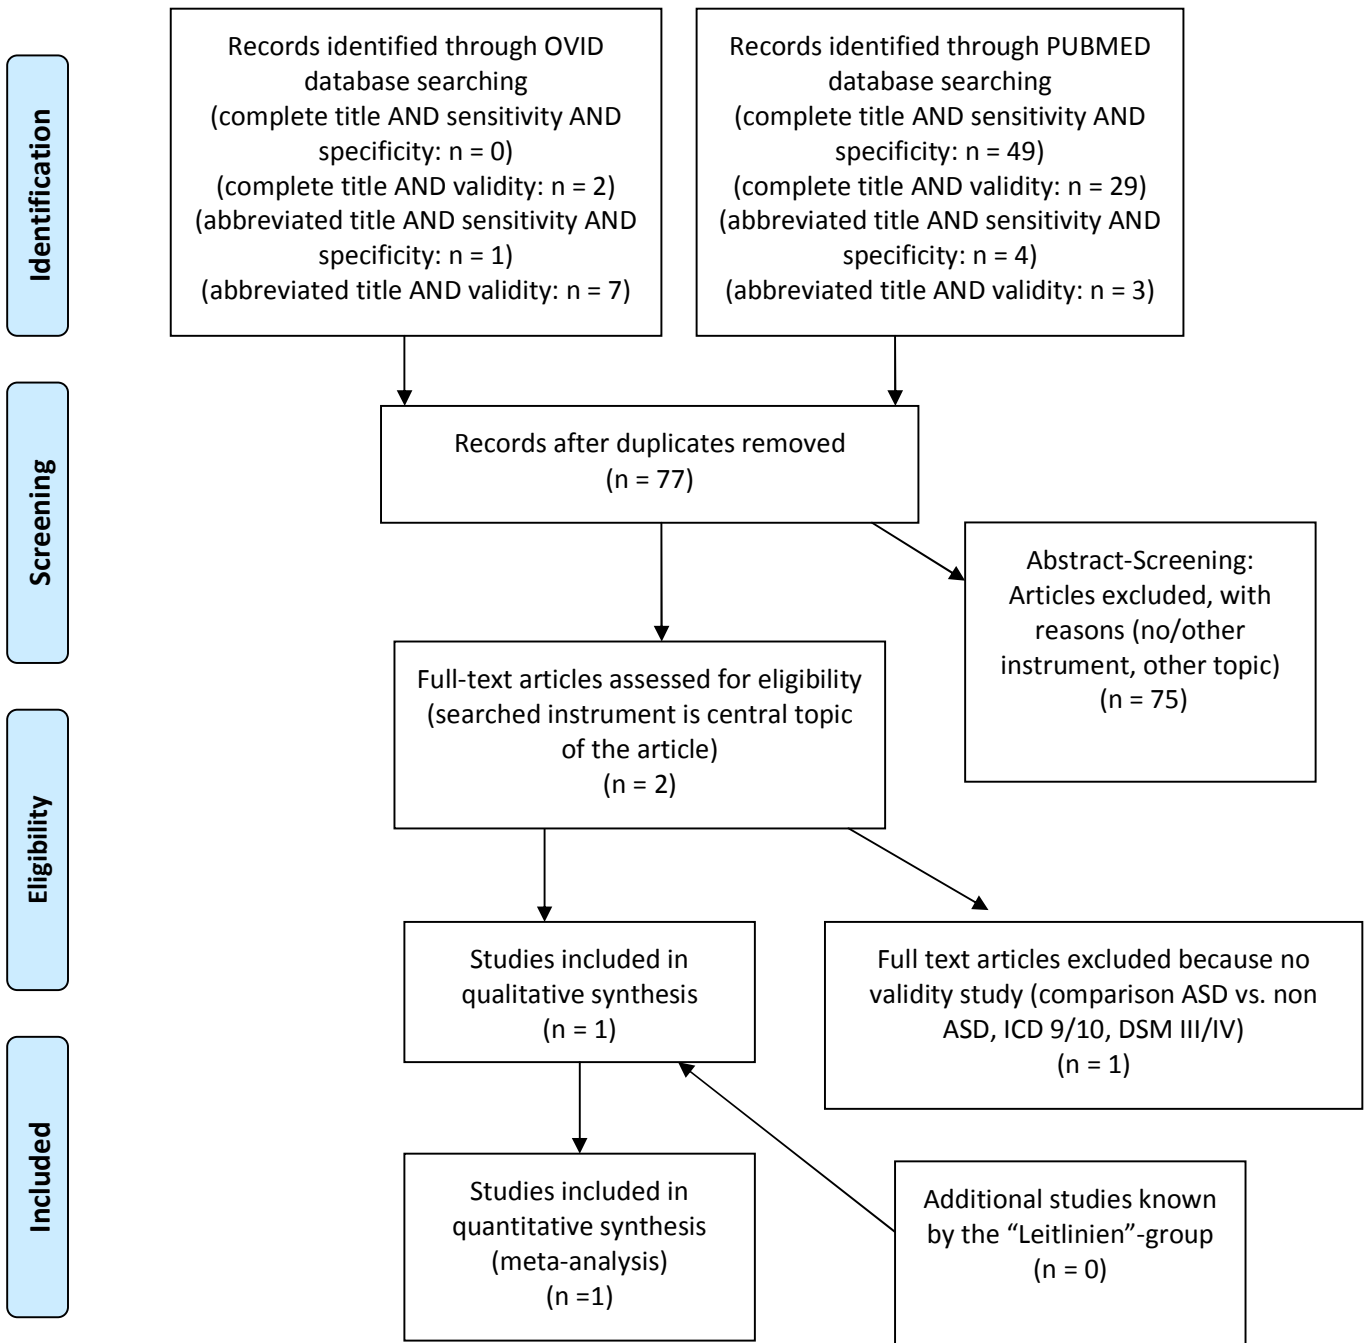 Identification
Records identified through OVID
database searching
(complete title AND sensitivity AND
specificity: n = 0)
(complete title AND validity: n = 2)
(abbreviated title AND sensitivity AND
specificity: n = 1)
(abbreviated title AND validity: n = 7)
Records identified through PUBMED
database searching
(complete title AND sensitivity AND
specificity: n = 49)
(complete title AND validity: n = 29)
(abbreviated title AND sensitivity AND
specificity: n = 4)
(abbreviated title AND validity: n = 3)
Screening
Records after duplicates removed
(n = 77)
Abstract-Screening:
Articles excluded, with
reasons (no/other
instrument, other topic)
(n = 75)
Eligibility
Full-text articles assessed for eligibility
(searched instrument is central topic
of the article)
(n = 2)
Studies included in
qualitative synthesis
(n = 1)
Full text articles excluded because no
validity study (comparison ASD vs. non
ASD, ICD 9/10, DSM III/IV)
(n = 1)
Included
Studies included in
quantitative synthesis
(meta-analysis)
(n =1)
Additional studies known
by the “Leitlinien”-group
(n = 0)